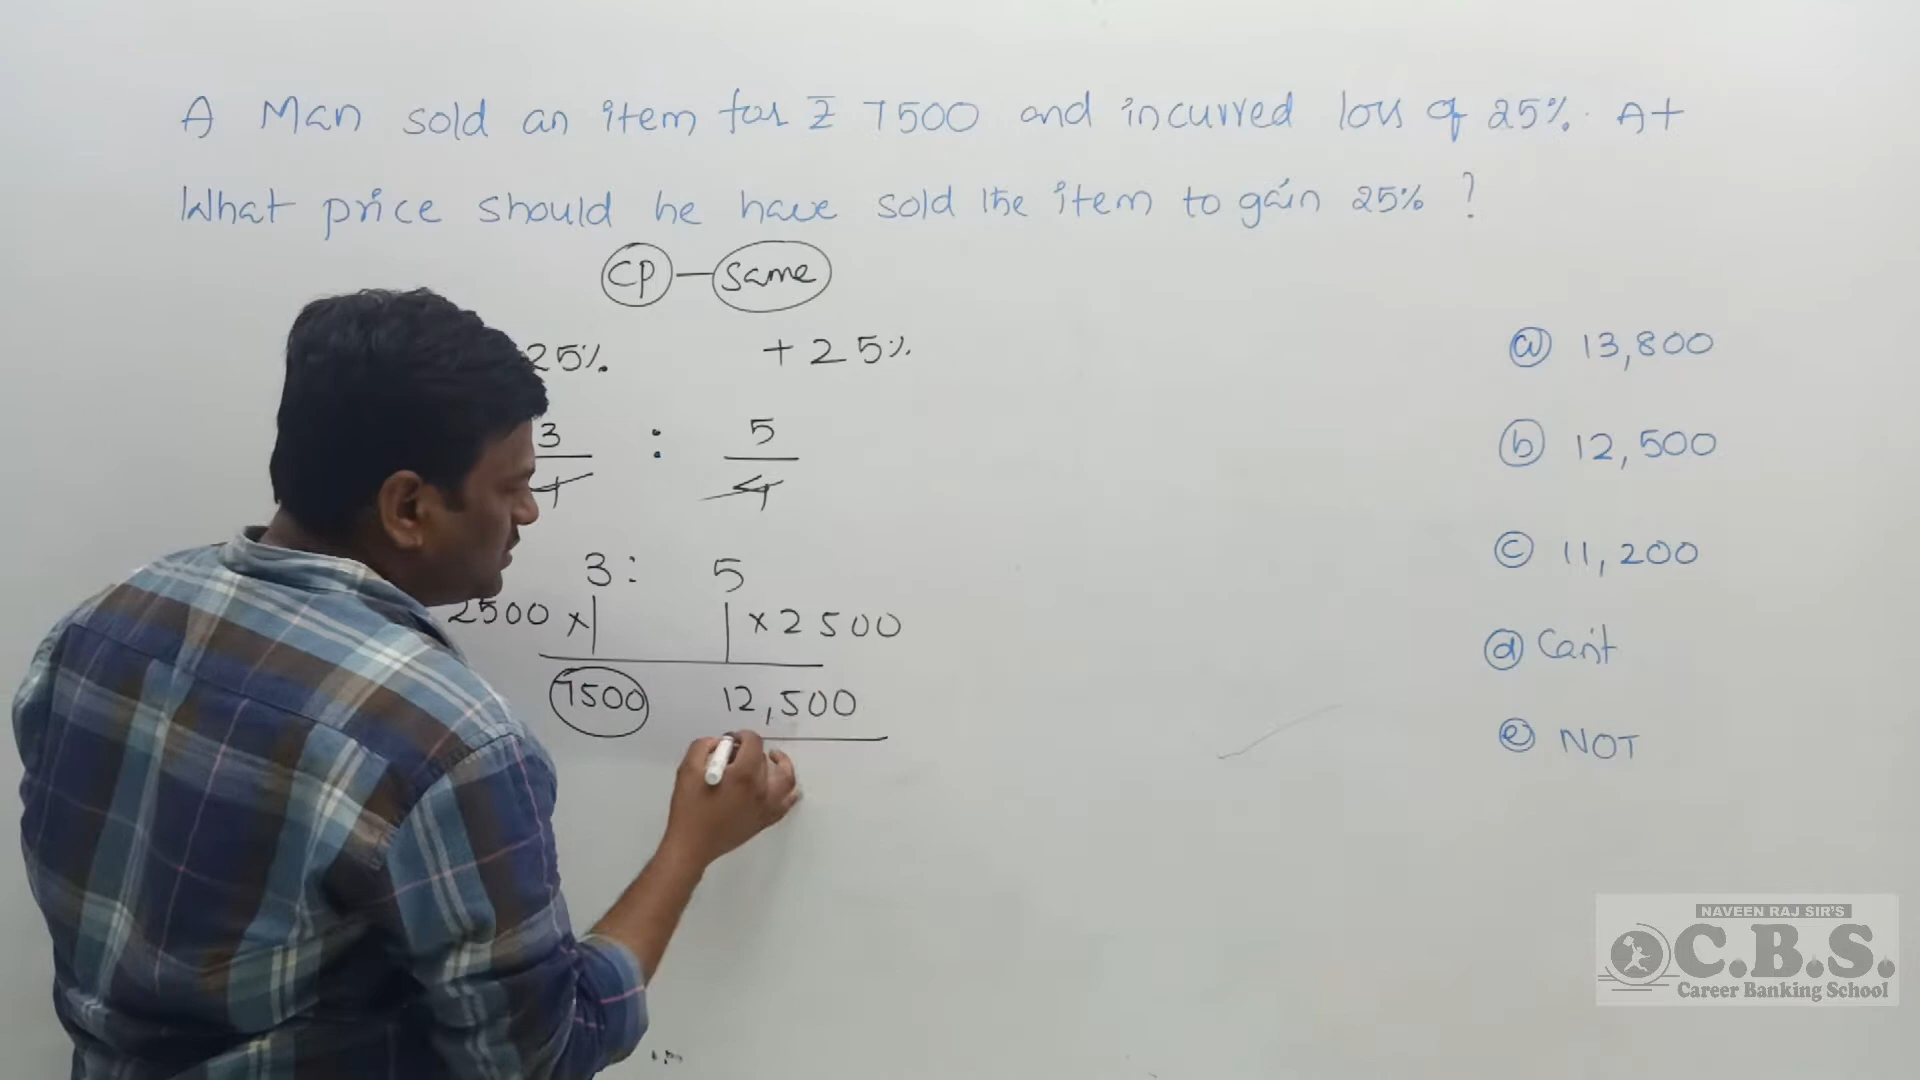 A Man sold an item for ₹ 7500 and incurred loss of 25%. At
What price should he have sold the item to gain 25% ?
CP — Same
25%. + 25%
3/4 : 5/4
3 : 5
2500 × × 2500
7500 12,500
ⓐ 13,800
ⓑ 12,500
ⓒ 11,200
ⓓ Can't
ⓔ NOT
NAVEEN RAJ SIR'S
C.B.S.
Career Banking School